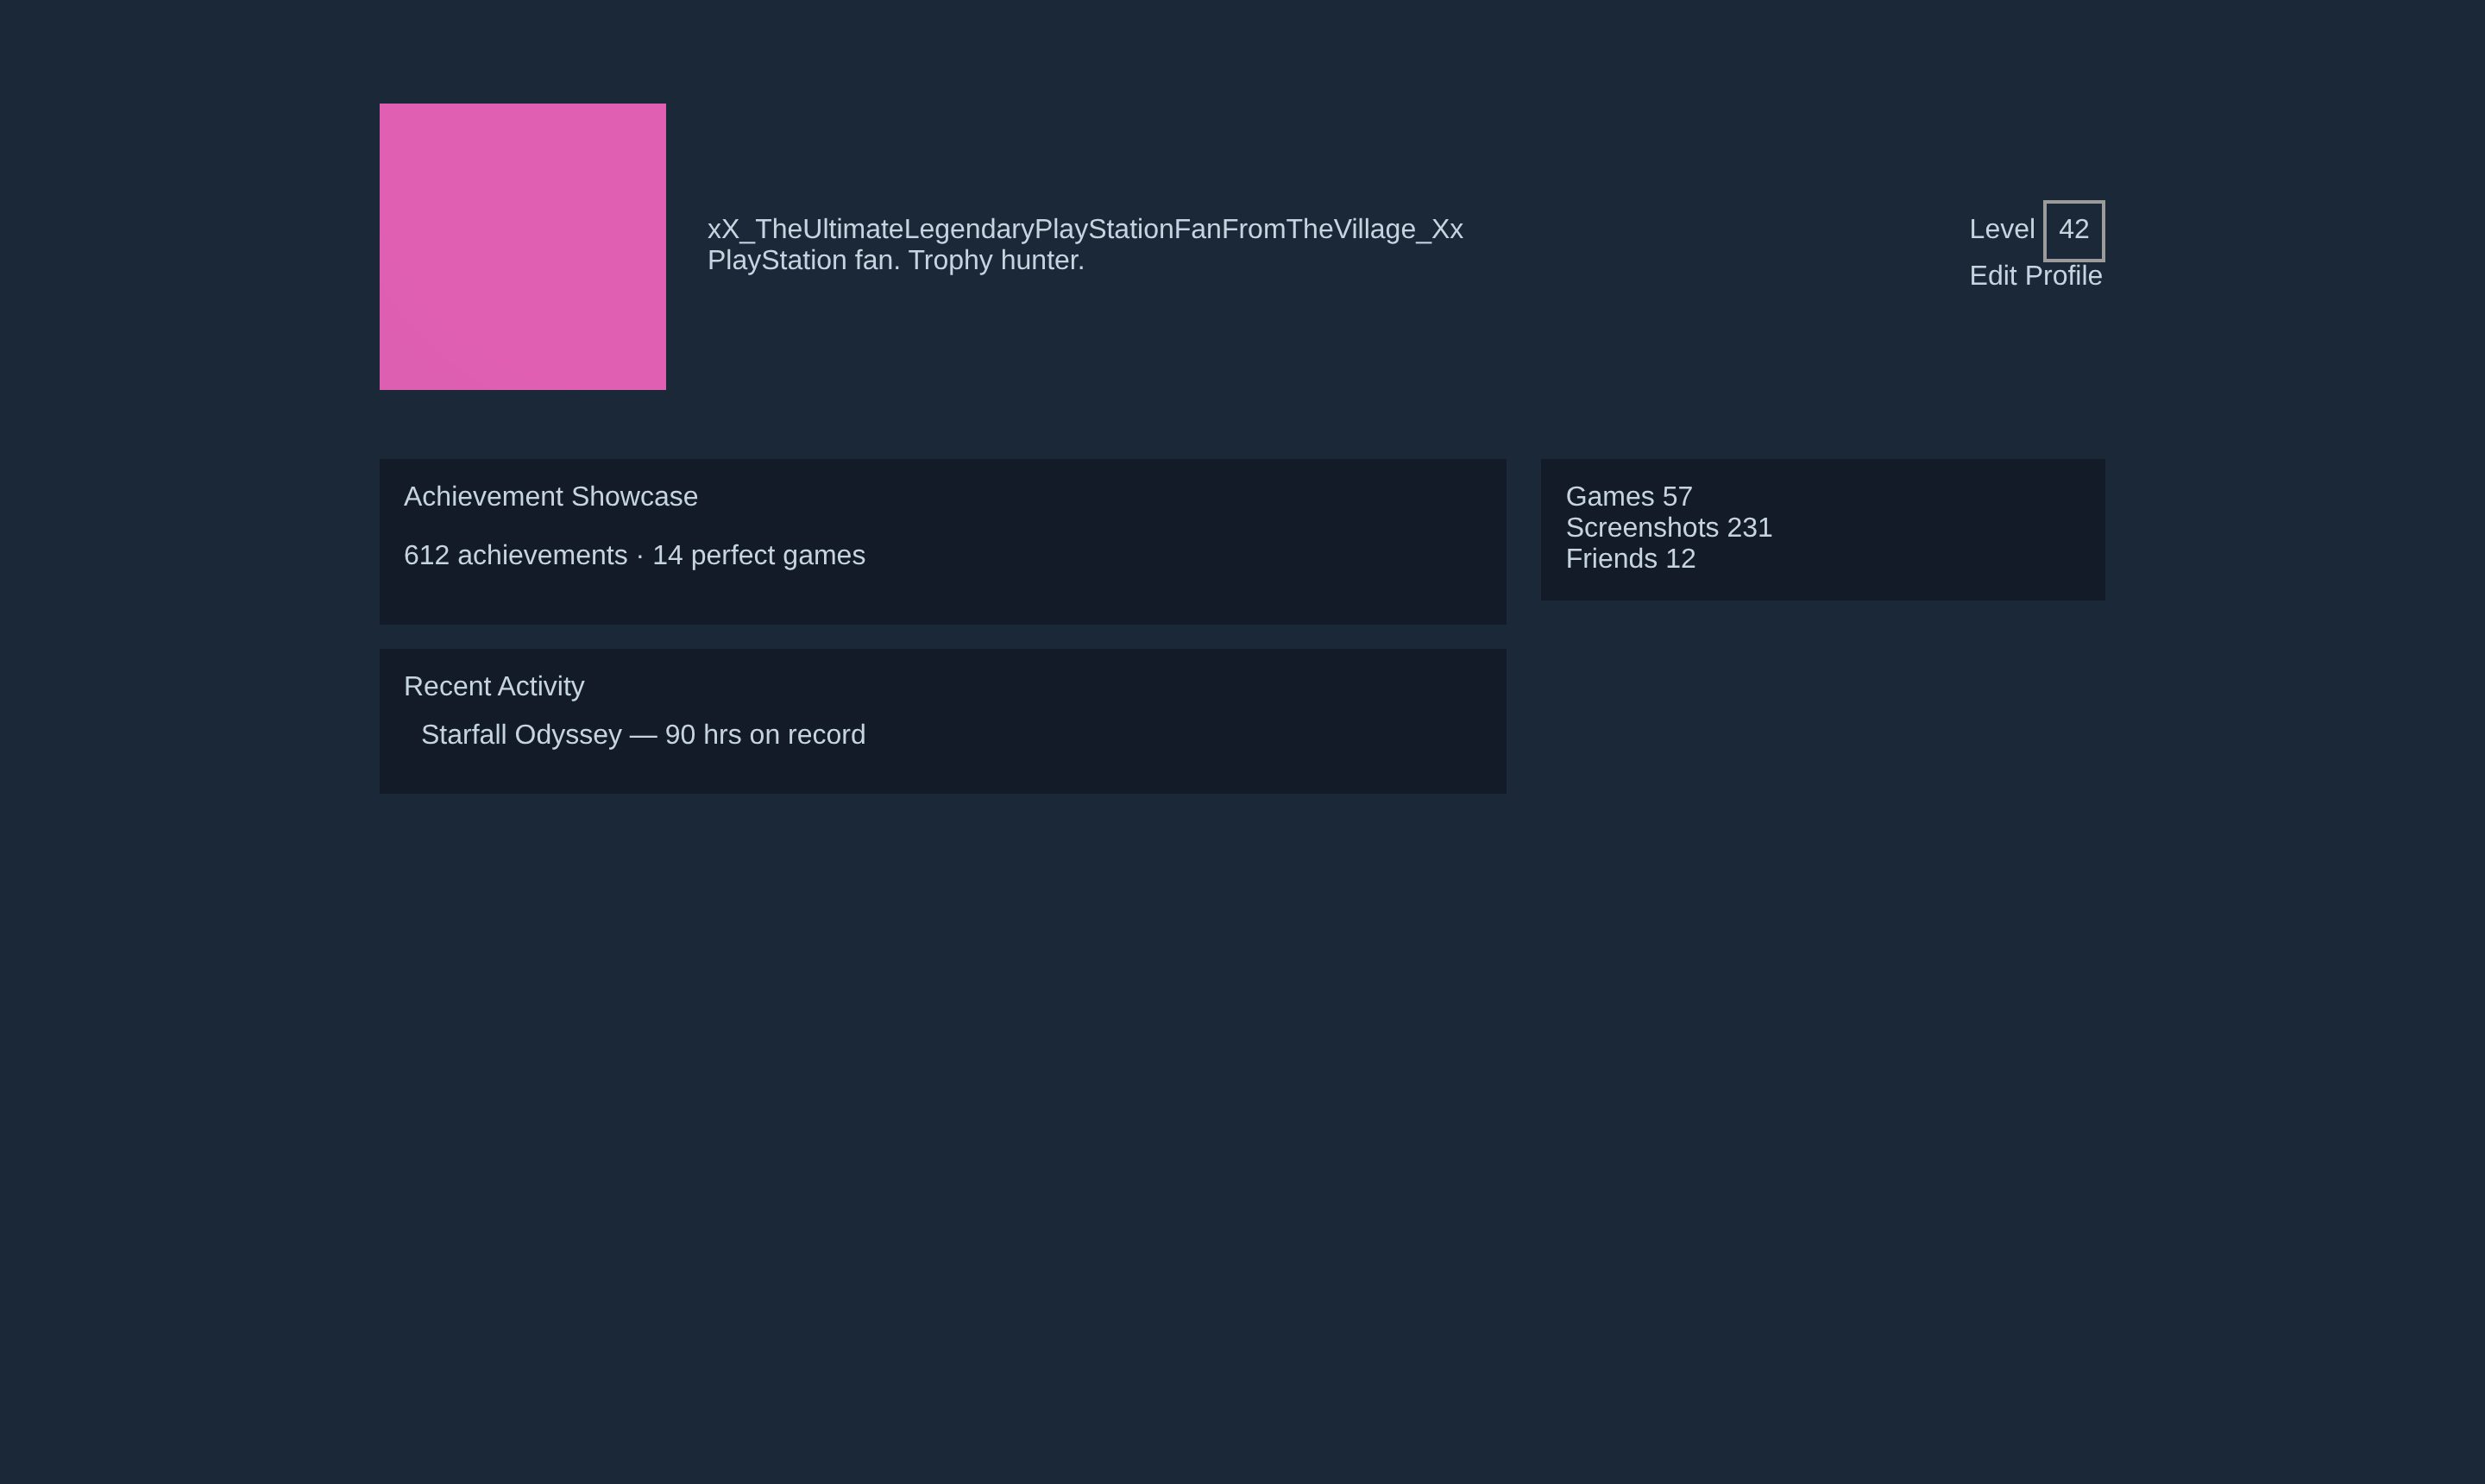 xX_TheUltimateLegendaryPlayStationFanFromTheVillage_Xx
PlayStation fan. Trophy hunter.
Level 42
Edit Profile
Achievement Showcase
612 achievements · 14 perfect games
Games 57
Screenshots 231
Friends 12
Recent Activity
Starfall Odyssey — 90 hrs on record